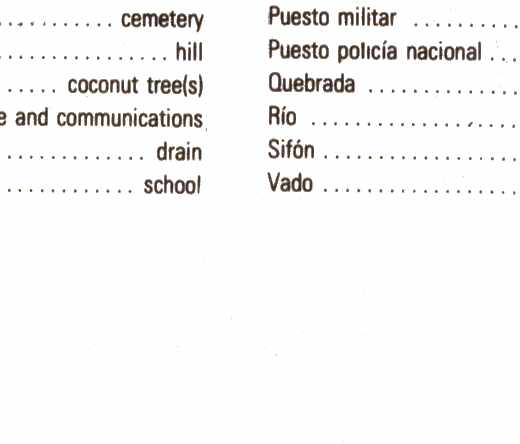 ............ cemetery
................ hill
..... coconut tree(s)
e and communications
............. drain
............ school
Puesto militar ..........
Puesto policía nacional ...
Quebrada .............
Río ..................
Sifón .................
Vado .................